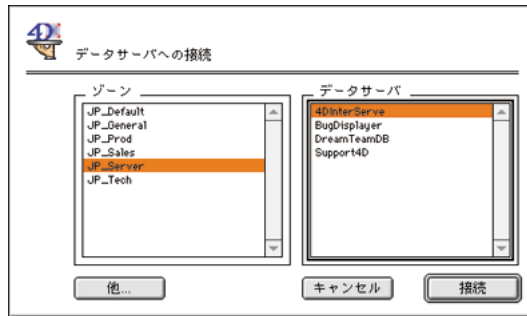 4D
データサーバへの接続
ゾーン
JP_Default
JP_General
JP_Prod
JP_Sales
JP_Server
JP_Tech
データサーバ
4DInterServe
BugDisplayer
DreamTeamDB
Support4D
他...
キャンセル
接続